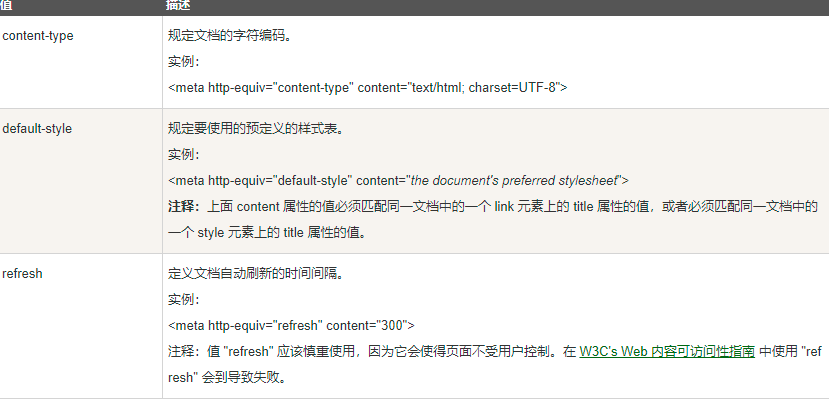 值 描述
content-type 规定文档的字符编码。
实例：
<meta http-equiv="content-type" content="text/html; charset=UTF-8">
default-style 规定要使用的预定义的样式表。
实例：
<meta http-equiv="default-style" content="the document's preferred stylesheet">
注释：上面 content 属性的值必须匹配同一文档中的一个 link 元素上的 title 属性的值，或者必须匹配同一文档中的
一个 style 元素上的 title 属性的值。
refresh 定义文档自动刷新的时间间隔。
实例：
<meta http-equiv="refresh" content="300">
注释：值 "refresh" 应该慎重使用，因为它会使得页面不受用户控制。在 W3C's Web 内容可访问性指南 中使用 "ref
resh" 会到导致失败。